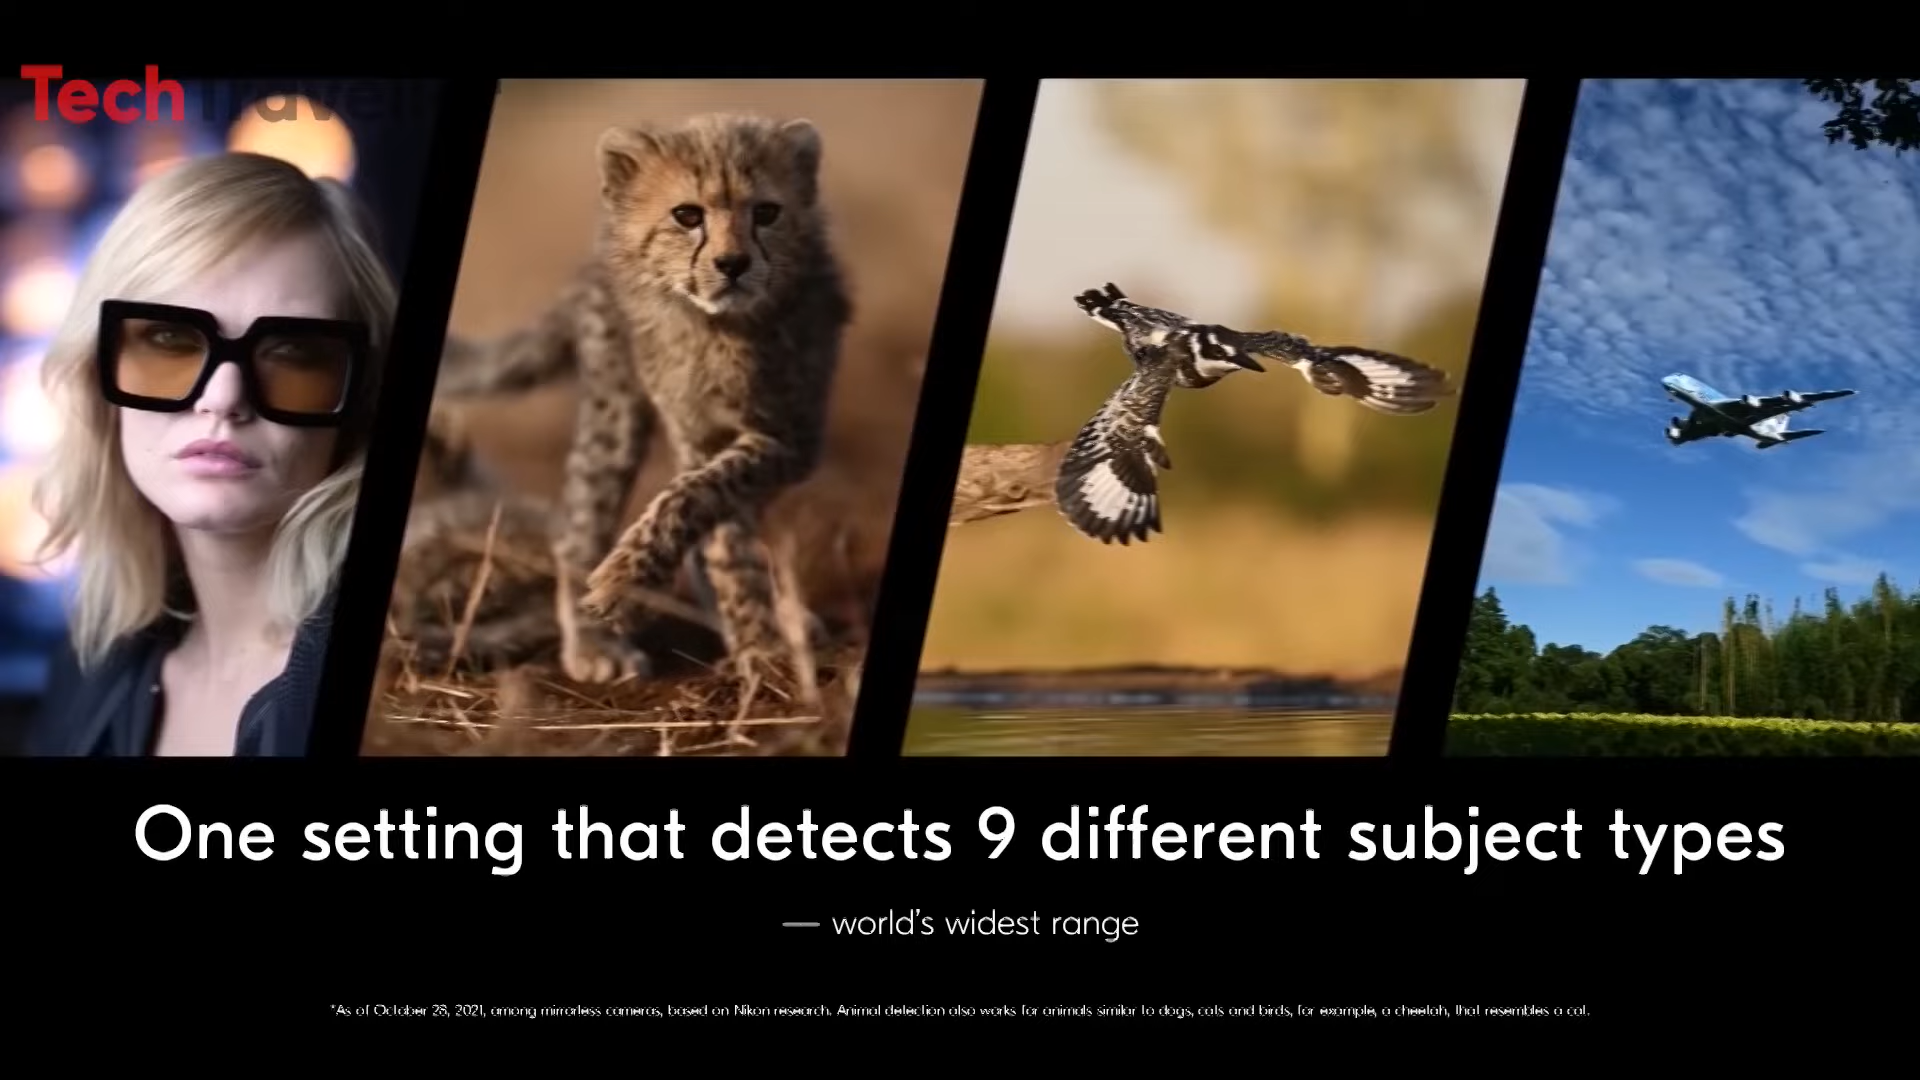 Tech Travell
One setting that detects 9 different subject types
— world's widest range
*As of October 28, 2021, among mirrorless cameras, based on Nikon research. Animal detection also works for animals similar to dogs, cats and birds, for example, a cheetah, that resembles a cat.